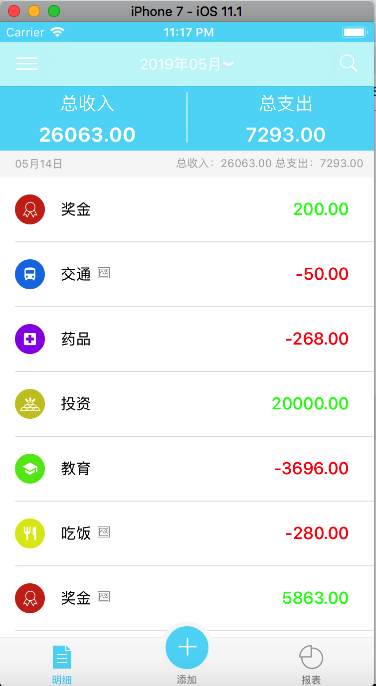 iPhone 7 - iOS 11.1
Carrier 11:17 PM
2019年05月
总收入 总支出
26063.00 7293.00
05月14日 总收入：26063.00 总支出：7293.00
奖金 200.00
交通 -50.00
药品 -268.00
投资 20000.00
教育 -3696.00
吃饭 -280.00
奖金 5863.00
明细 添加 报表